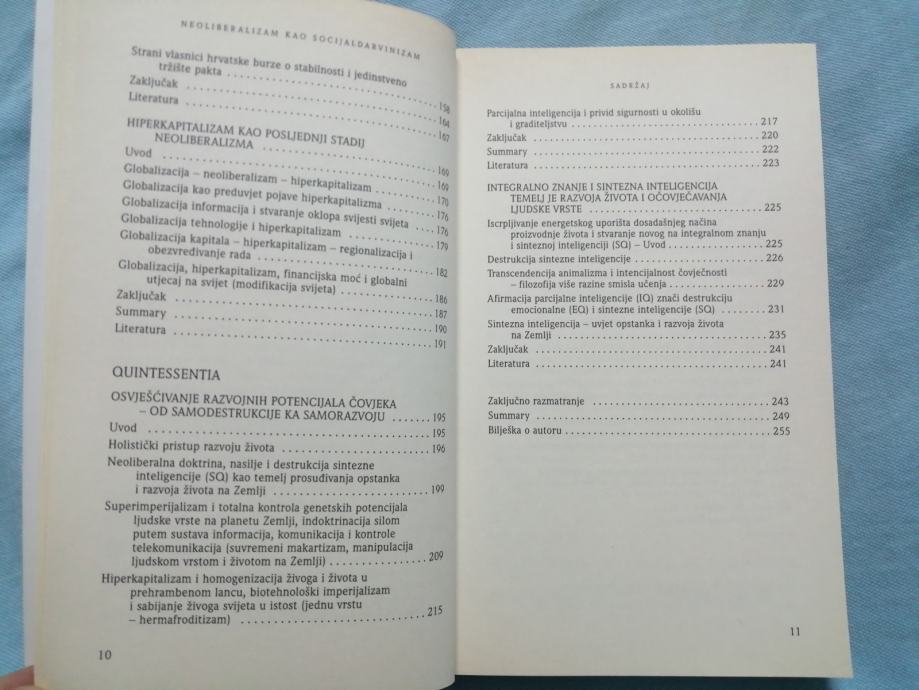 NEOLIBERALIZAM KAO SOCIJALDARVINIZAM
Strani vlasnici hrvatske burze o stabilnosti i jedinstveno
tržište pakta 158
Zaključak 164
Literatura 167
HIPERKAPITALIZAM KAO POSLJEDNJI STADIJ
NEOLIBERALIZMA 169
Uvod 169
Globalizacija – neoliberalizam – hiperkapitalizam 170
Globalizacija kao preduvjet pojave hiperkapitalizma 176
Globalizacija informacija i stvaranje oklopa svijesti svijeta 176
Globalizacija tehnologije i hiperkapitalizam 179
Globalizacija kapitala – hiperkapitalizam – regionalizacija i
obezvređivanje rada 182
Globalizacija, hiperkapitalizam, financijska moć i globalni
utjecaj na svijet (modifikacija svijeta) 186
Zaključak 187
Summary 190
Literatura 191
QUINTESSENTIA
OSVJEŠĆIVANJE RAZVOJNIH POTENCIJALA ČOVJEKA
– OD SAMODESTRUKCIJE KA SAMORAZVOJU 195
Uvod 195
Holistički pristup razvoju života 196
Neoliberalna doktrina, nasilje i destrukcija sintezne
inteligencije (SQ) kao temelj prosuđivanja opstanka
i razvoja života na Zemlji 199
Superimperijalizam i totalna kontrola genetskih potencijala
ljudske vrste na planetu Zemlji, indoktrinacija silom
putem sustava informacija, komunikacija i kontrole
telekomunikacija (suvremeni makartizam, manipulacija
ljudskom vrstom i životom na Zemlji) 209
Hiperkapitalizam i homogenizacija živoga i života u
prehrambenom lancu, biotehnološki imperijalizam
i sabijanje živoga svijeta u istost (jednu vrstu
– hermafroditizam) 215
10
SADRŽAJ
Parcijalna inteligencija i privid sigurnosti u okolišu
i graditeljstvu 217
Zaključak 220
Summary 222
Literatura 223
INTEGRALNO ZNANJE I SINTEZNA INTELIGENCIJA
TEMELJ JE RAZVOJA ŽIVOTA I OČOVJEČAVANJA
LJUDSKE VRSTE 225
Iscrpljivanje energetskog uporišta dosadašnjeg načina
proizvodnje života i stvaranje novog na integralnom znanju
i sinteznoj inteligenciji (SQ) – Uvod 225
Destrukcija sintezne inteligencije 226
Transcendencija animalizma i intencijalnost čovječnosti
– filozofija više razine smisla učenja 229
Afirmacija parcijalne inteligencije (IQ) znači destrukciju
emocionalne (EQ) i sintezne inteligencije (SQ) 231
Sintezna inteligencija – uvjet opstanka i razvoja života
na Zemlji 235
Zaključak 241
Literatura 241
Zaključno razmatranje 243
Summary 249
Bilješka o autoru 255
11